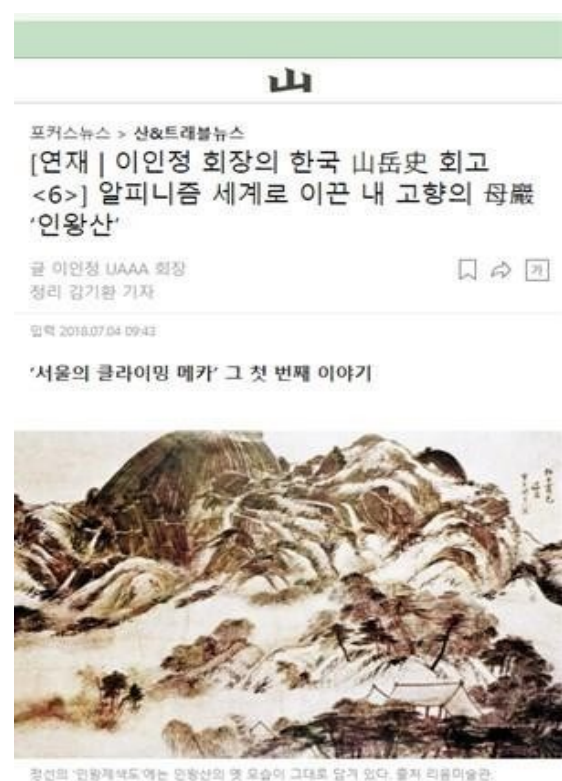 山
포커스뉴스 > 산&트래블뉴스
[연재 | 이인정 회장의 한국 山岳史 회고
<6>] 알피니즘 세계로 이끈 내 고향의 母巖
‘인왕산’
글 이인정 UAAA 회장
정리 김기환 기자
가
입력 2018.07.04 09:43
‘서울의 클라이밍 메카’ 그 첫 번째 이야기
정선의 ‘인왕제색도’에는 인왕산의 옛 모습이 그대로 담겨 있다. 출처 리움미술관.